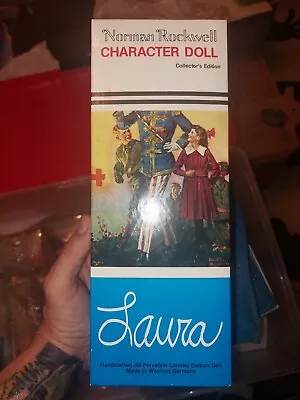 Norman Rockwell
CHARACTER DOLL
Collector's Edition
Laura
Handcrafted All Porcelain Limited Edition Doll
Made in Western Germany